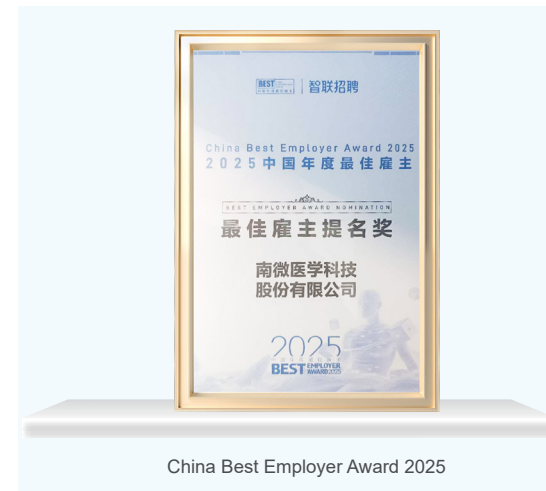 BEST
智联招聘
China Best Employer Award 2025
2025中国年度最佳雇主
BEST EMPLOYER AWARD NOMINATION
最佳雇主提名奖
南微医学科技
股份有限公司
2025
BEST EMPLOYER
AWARD 2025
China Best Employer Award 2025